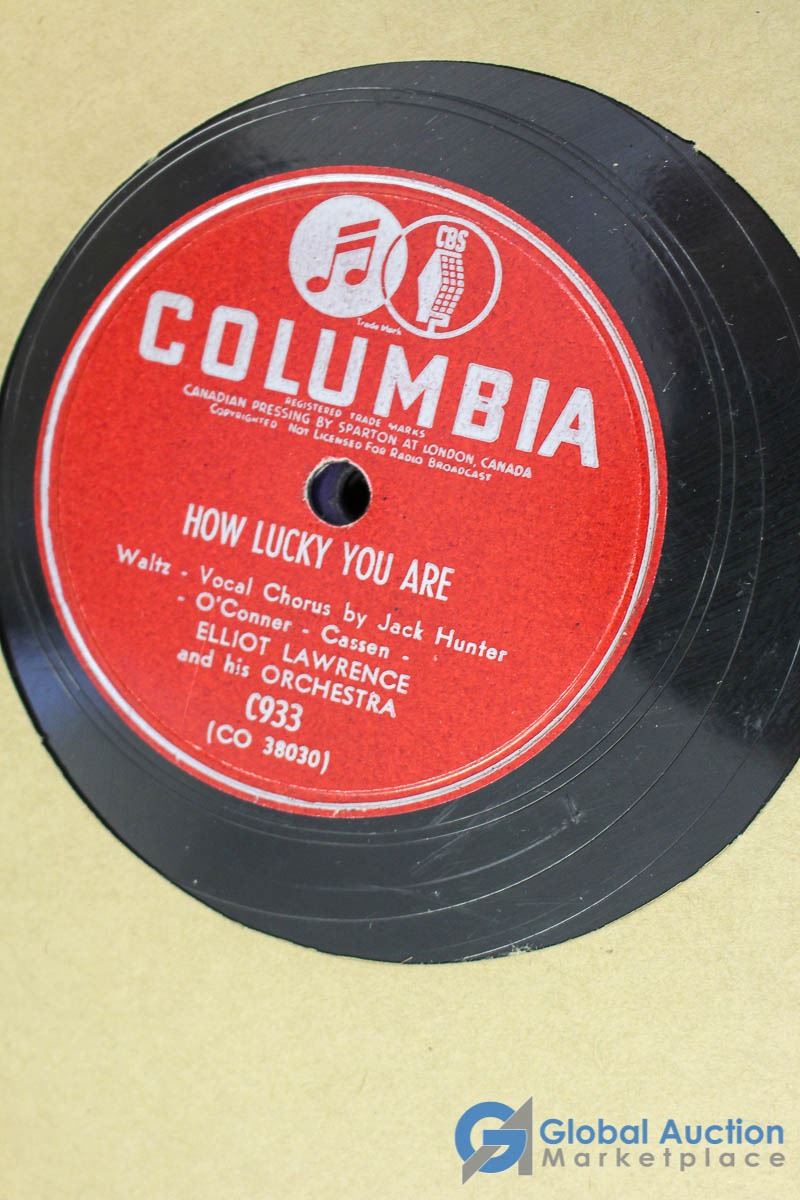 CBS
Trade Mark
COLUMBIA
REGISTERED TRADE MARKS
CANADIAN PRESSING BY SPARTON AT LONDON, CANADA
COPYRIGHTED NOT LICENSED FOR RADIO BROADCAST
HOW LUCKY YOU ARE
Waltz - Vocal Chorus by Jack Hunter
- O'Conner - Cassen -
ELLIOT LAWRENCE
and his ORCHESTRA
C933
(CO 38030)
Global Auction
Marketplace